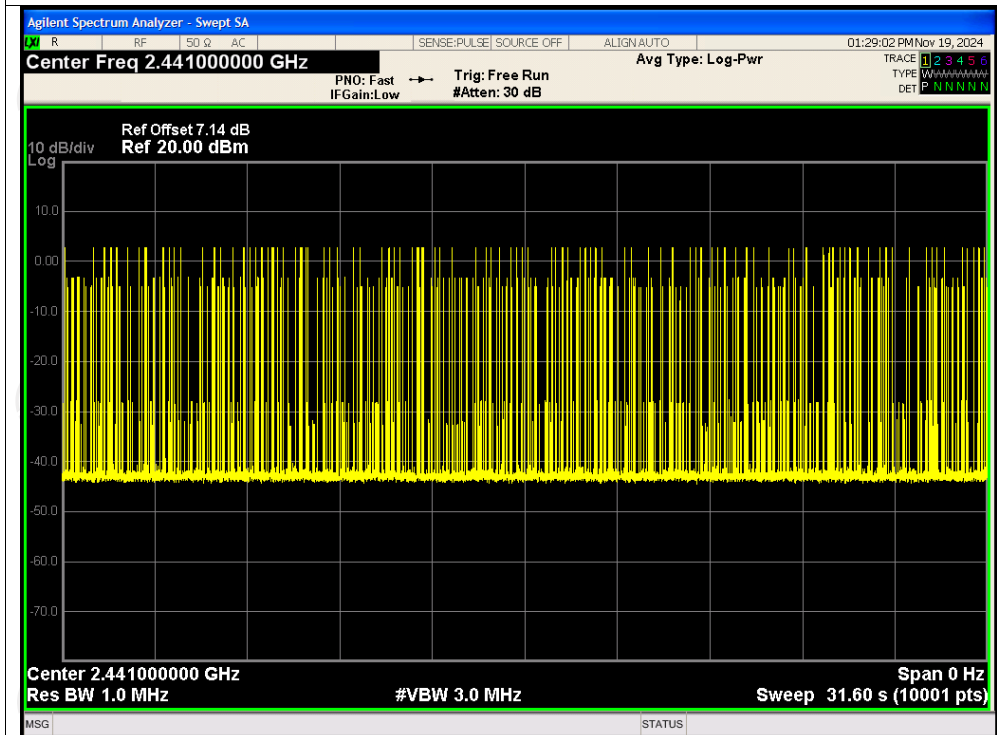 Agilent Spectrum Analyzer - Swept SA
LXI R RF 50 Ω AC SENSE:PULSE SOURCE OFF ALIGN AUTO 01:29:02 PM Nov 19, 2024
Center Freq 2.441000000 GHz Avg Type: Log-Pwr TRACE 1 2 3 4 5 6
PNO: Fast Trig: Free Run TYPE W
IFGain:Low #Atten: 30 dB DET P N N N N N
Ref Offset 7.14 dB
10 dB/div Ref 20.00 dBm
Log
10.0
0.00
-10.0
-20.0
-30.0
-40.0
-50.0
-60.0
-70.0
Center 2.441000000 GHz Span 0 Hz
Res BW 1.0 MHz #VBW 3.0 MHz Sweep 31.60 s (10001 pts)
MSG STATUS